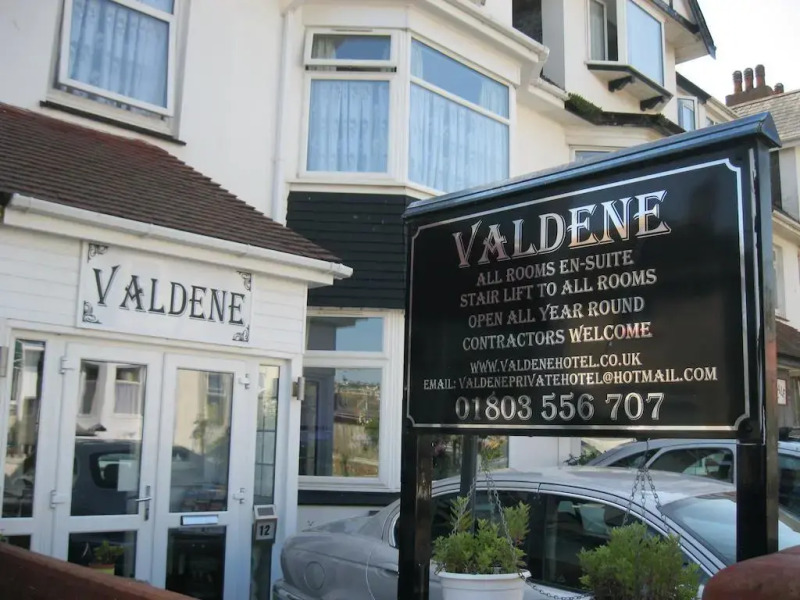 VALDENE
VALDENE
ALL ROOMS EN-SUITE
STAIR LIFT TO ALL ROOMS
OPEN ALL YEAR ROUND
CONTRACTORS WELCOME
WWW.VALDENEHOTEL.CO.UK
EMAIL: VALDENEPRIVATEHOTEL@HOTMAIL.COM
01803 556 707
12